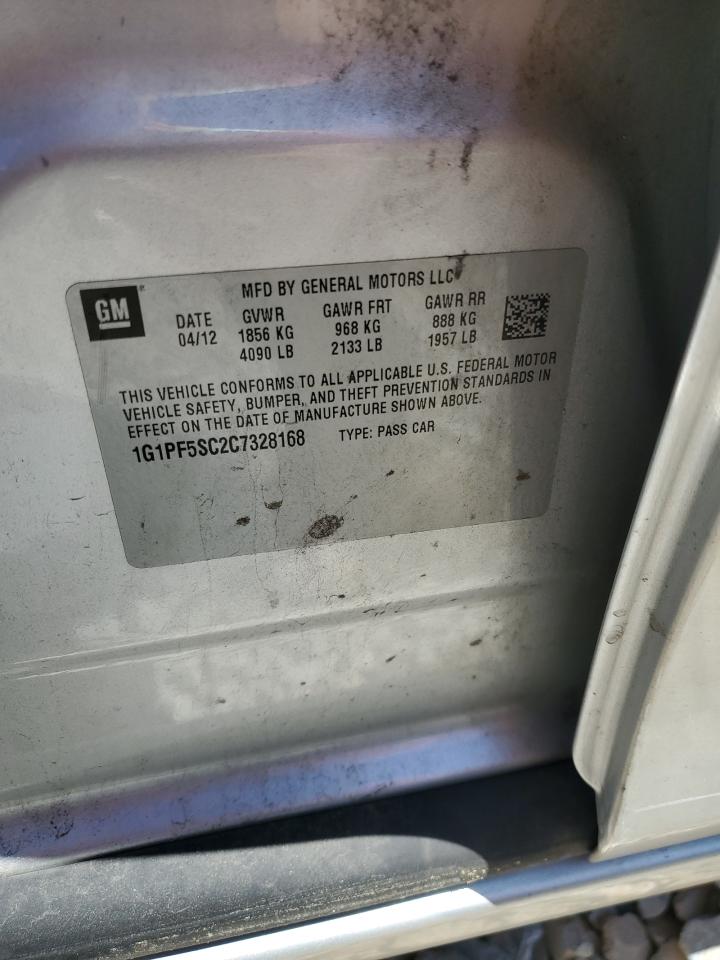 GM
MFD BY GENERAL MOTORS LLC
DATE GVWR GAWR FRT GAWR RR
04/12 1856 KG 968 KG 888 KG
4090 LB 2133 LB 1957 LB
THIS VEHICLE CONFORMS TO ALL APPLICABLE U.S. FEDERAL MOTOR
VEHICLE SAFETY, BUMPER, AND THEFT PREVENTION STANDARDS IN
EFFECT ON THE DATE OF MANUFACTURE SHOWN ABOVE.
1G1PF5SC2C7328168 TYPE: PASS CAR